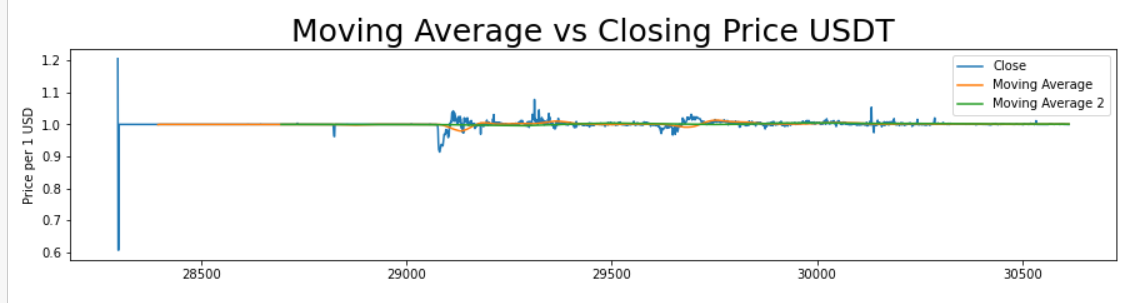 Moving Average vs Closing Price USDT
Close
Moving Average
Moving Average 2
Price per 1 USD
1.2
1.1
1.0
0.9
0.8
0.7
0.6
28500 29000 29500 30000 30500